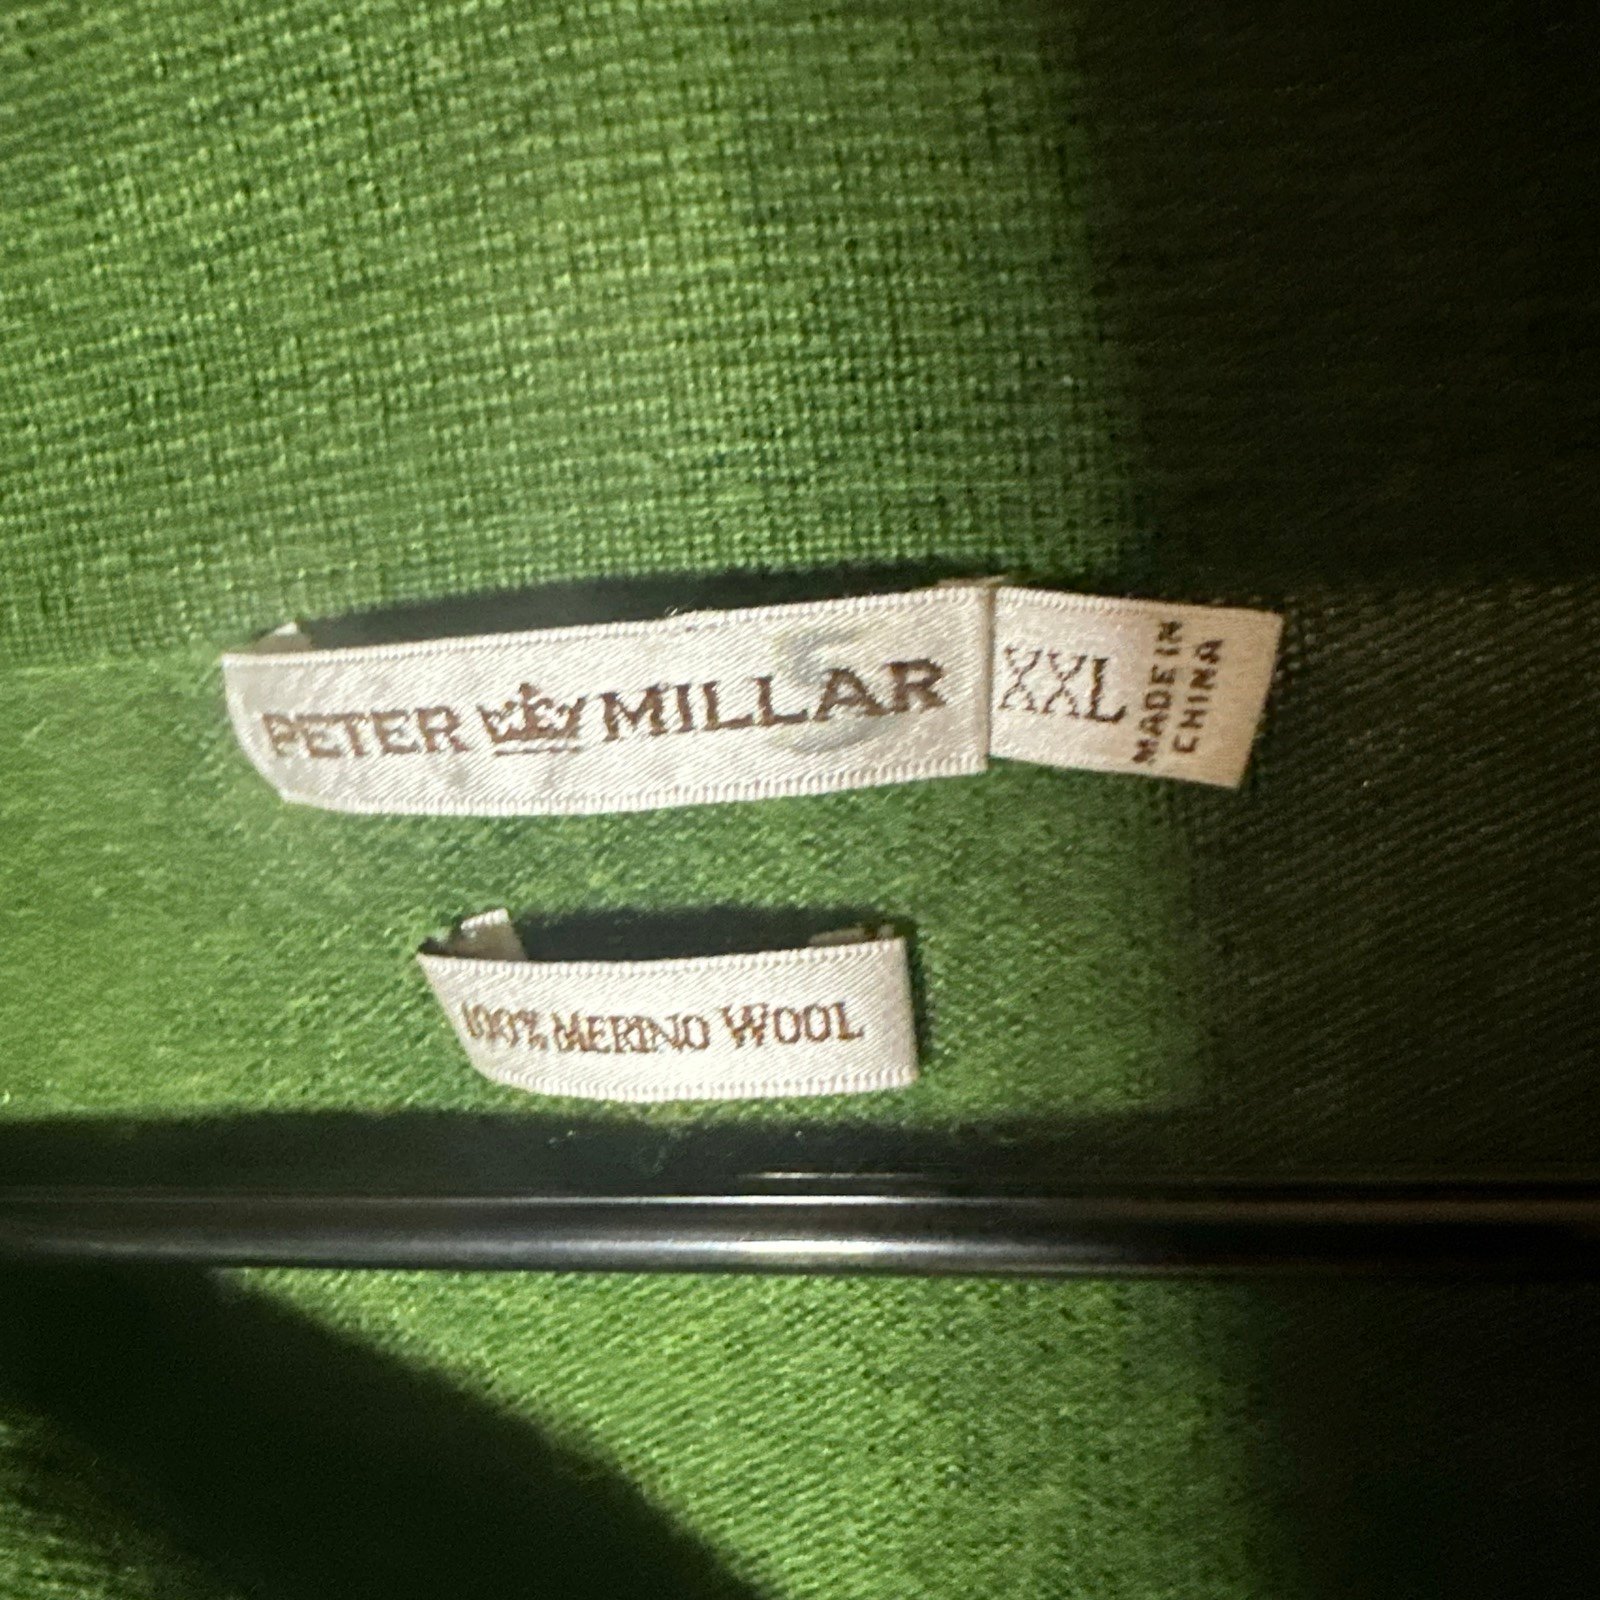 PETER MILLAR
XXL
MADE IN
CHINA
S
100% MERINO WOOL